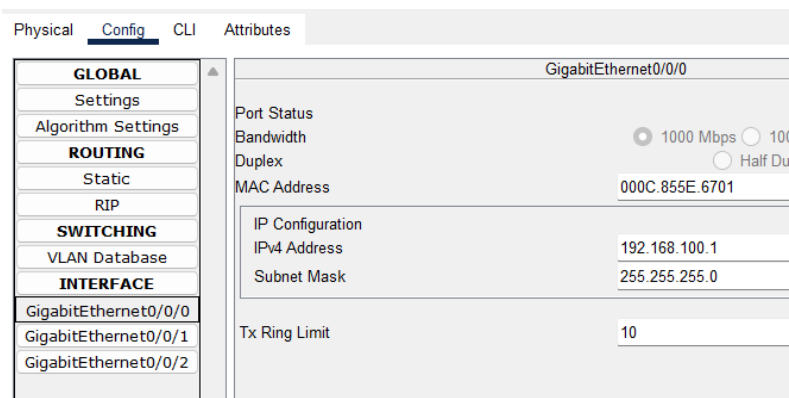 Physical Config CLI Attributes
GLOBAL
Settings
Algorithm Settings
ROUTING
Static
RIP
SWITCHING
VLAN Database
INTERFACE
GigabitEthernet0/0/0
GigabitEthernet0/0/1
GigabitEthernet0/0/2
GigabitEthernet0/0/0
Port Status
Bandwidth 1000 Mbps
Duplex Half
MAC Address 000C.855E.6701
IP Configuration
IPv4 Address 192.168.100.1
Subnet Mask 255.255.255.0
Tx Ring Limit 10